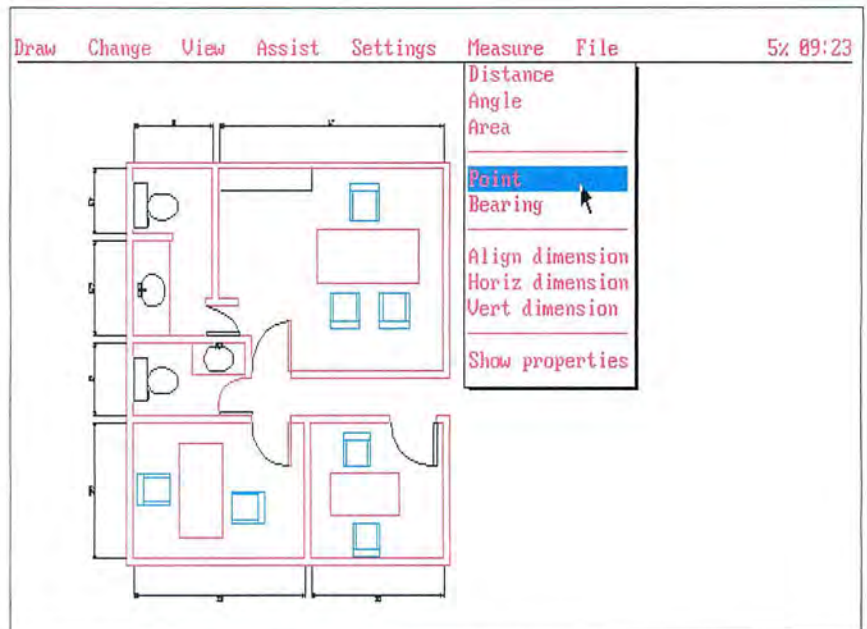 Draw Change View Assist Settings Measure File 5% 09:23
Distance
Angle
Area
Point
Bearing
Align dimension
Horiz dimension
Vert dimension
Show properties